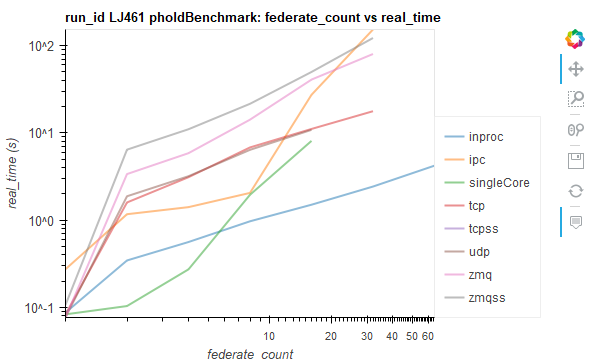 run_id LJ461 pholdBenchmark: federate_count vs real_time
real_time (s)
10^2
10^1
10^0
10^-1
10
20
30
40
50
60
federate_count
inproc
ipc
singleCore
tcp
tcpss
udp
zmq
zmqss